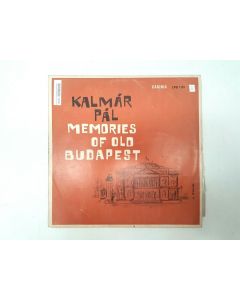 KALMÁR
PÁL
MEMORIES
OF OLD
BUDAPEST